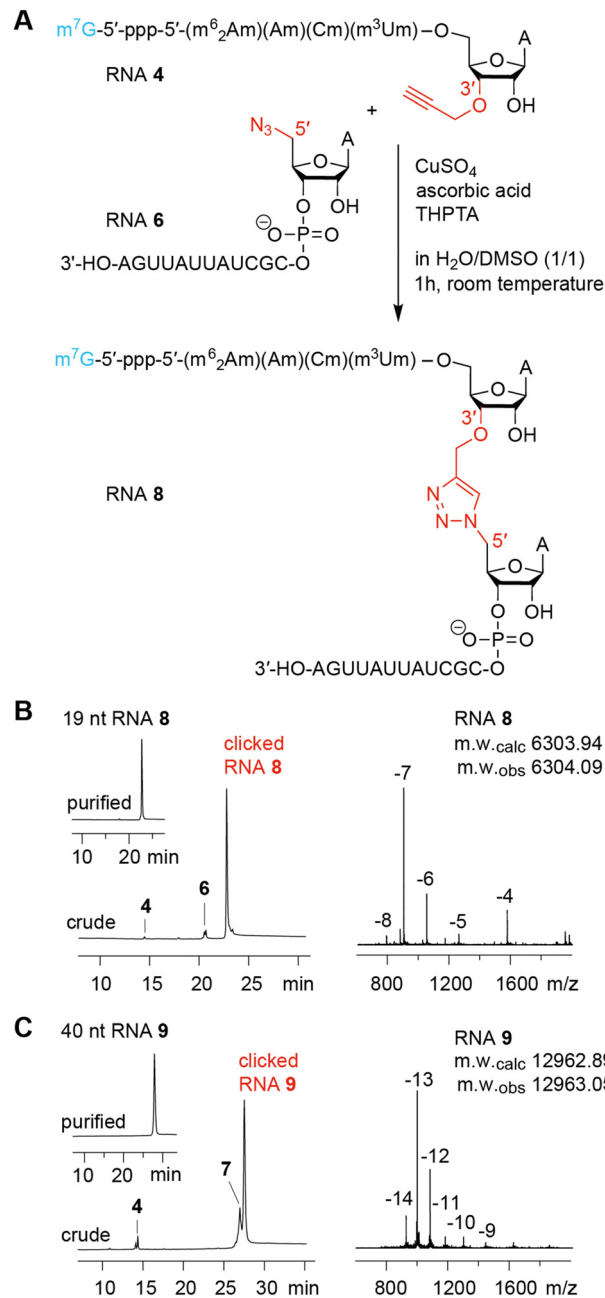 A
m⁷G-5′-ppp-5′-(m⁶₂Am)(Am)(Cm)(m³Um)–O
O
A
RNA 4
3′
O
OH
+
N₃
5′
A
O
CuSO₄
ascorbic acid
THPTA
RNA 6
O
OH
⊖
O–P=O
in H₂O/DMSO (1/1)
1h, room temperature
3′-HO-AGUUAUUAUCGC-O
m⁷G-5′-ppp-5′-(m⁶₂Am)(Am)(Cm)(m³Um)–O
A
O
3′
O
OH
RNA 8
N
N
N
5′
A
O
O
OH
⊖
O–P=O
3′-HO-AGUUAUUAUCGC-O
B
19 nt RNA 8
clicked
RNA 8
RNA 8
m.w.calc 6303.94
m.w.obs 6304.09
purified
10 20 min
4
6
crude
10 15 20 min
-7
-6
-8
-5
-4
800 1200 1600 m/z
C
40 nt RNA 9
clicked
RNA 9
RNA 9
m.w.calc 12962.89
m.w.obs 12963.05
purified
10 min
7
4
crude
10 15 25 35 min
-13
-12
-14
-11
-10
-9
800 1200 1600 m/z